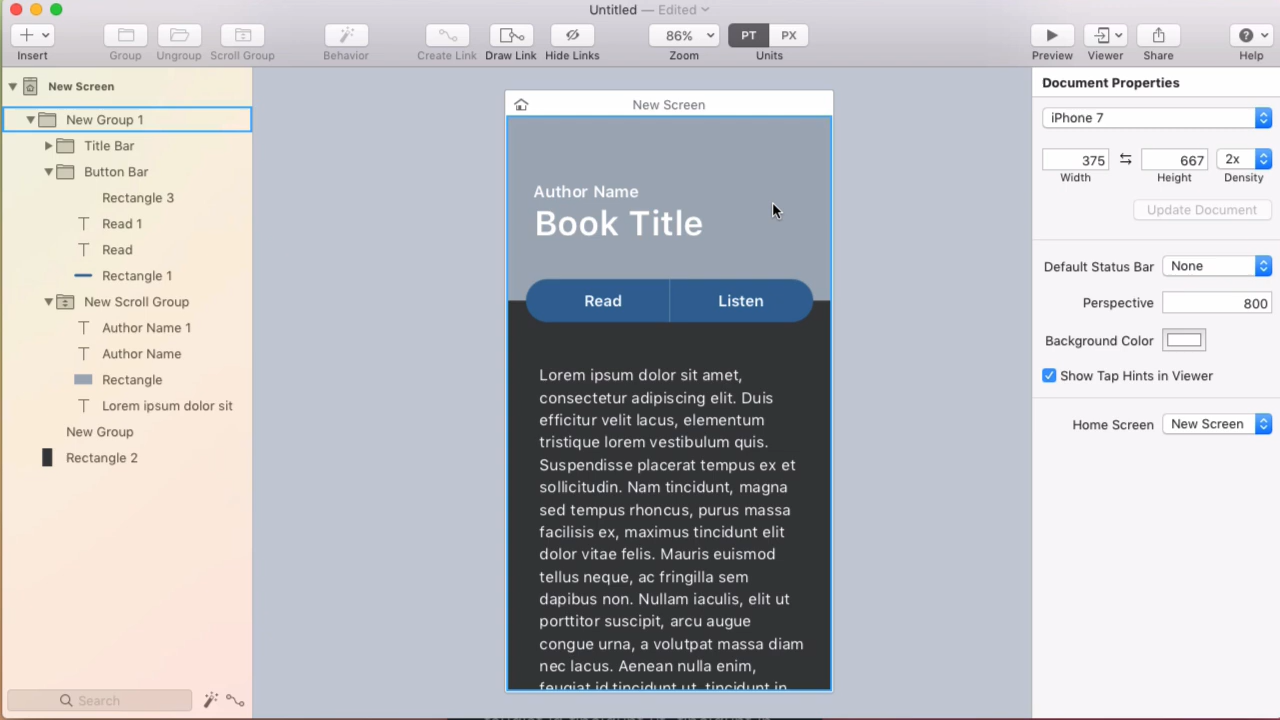 Untitled — Edited
86%
PT
PX
Insert
Group
Ungroup
Scroll Group
Behavior
Create Link
Draw Link
Hide Links
Zoom
Units
Preview
Viewer
Share
Help
New Screen
New Group 1
Title Bar
Button Bar
Rectangle 3
Read 1
Read
Rectangle 1
New Scroll Group
Author Name 1
Author Name
Rectangle
Lorem ipsum dolor sit
New Group
Rectangle 2
Search
New Screen
Author Name
Book Title
Read
Listen
Lorem ipsum dolor sit amet,
consectetur adipiscing elit. Duis
efficitur velit lacus, elementum
tristique lorem vestibulum quis.
Suspendisse placerat tempus ex et
sollicitudin. Nam tincidunt, magna
sed tempus rhoncus, purus massa
facilisis ex, maximus tincidunt elit
dolor vitae felis. Mauris euismod
tellus neque, ac fringilla sem
dapibus non. Nullam iaculis, elit ut
porttitor suscipit, arcu augue
congue urna, a volutpat massa diam
nec lacus. Aenean nulla enim,
feugiat id tincidunt ut, tincidunt in
Document Properties
iPhone 7
375
667
2x
Width
Height
Density
Update Document
Default Status Bar
None
Perspective
800
Background Color
Show Tap Hints in Viewer
Home Screen
New Screen